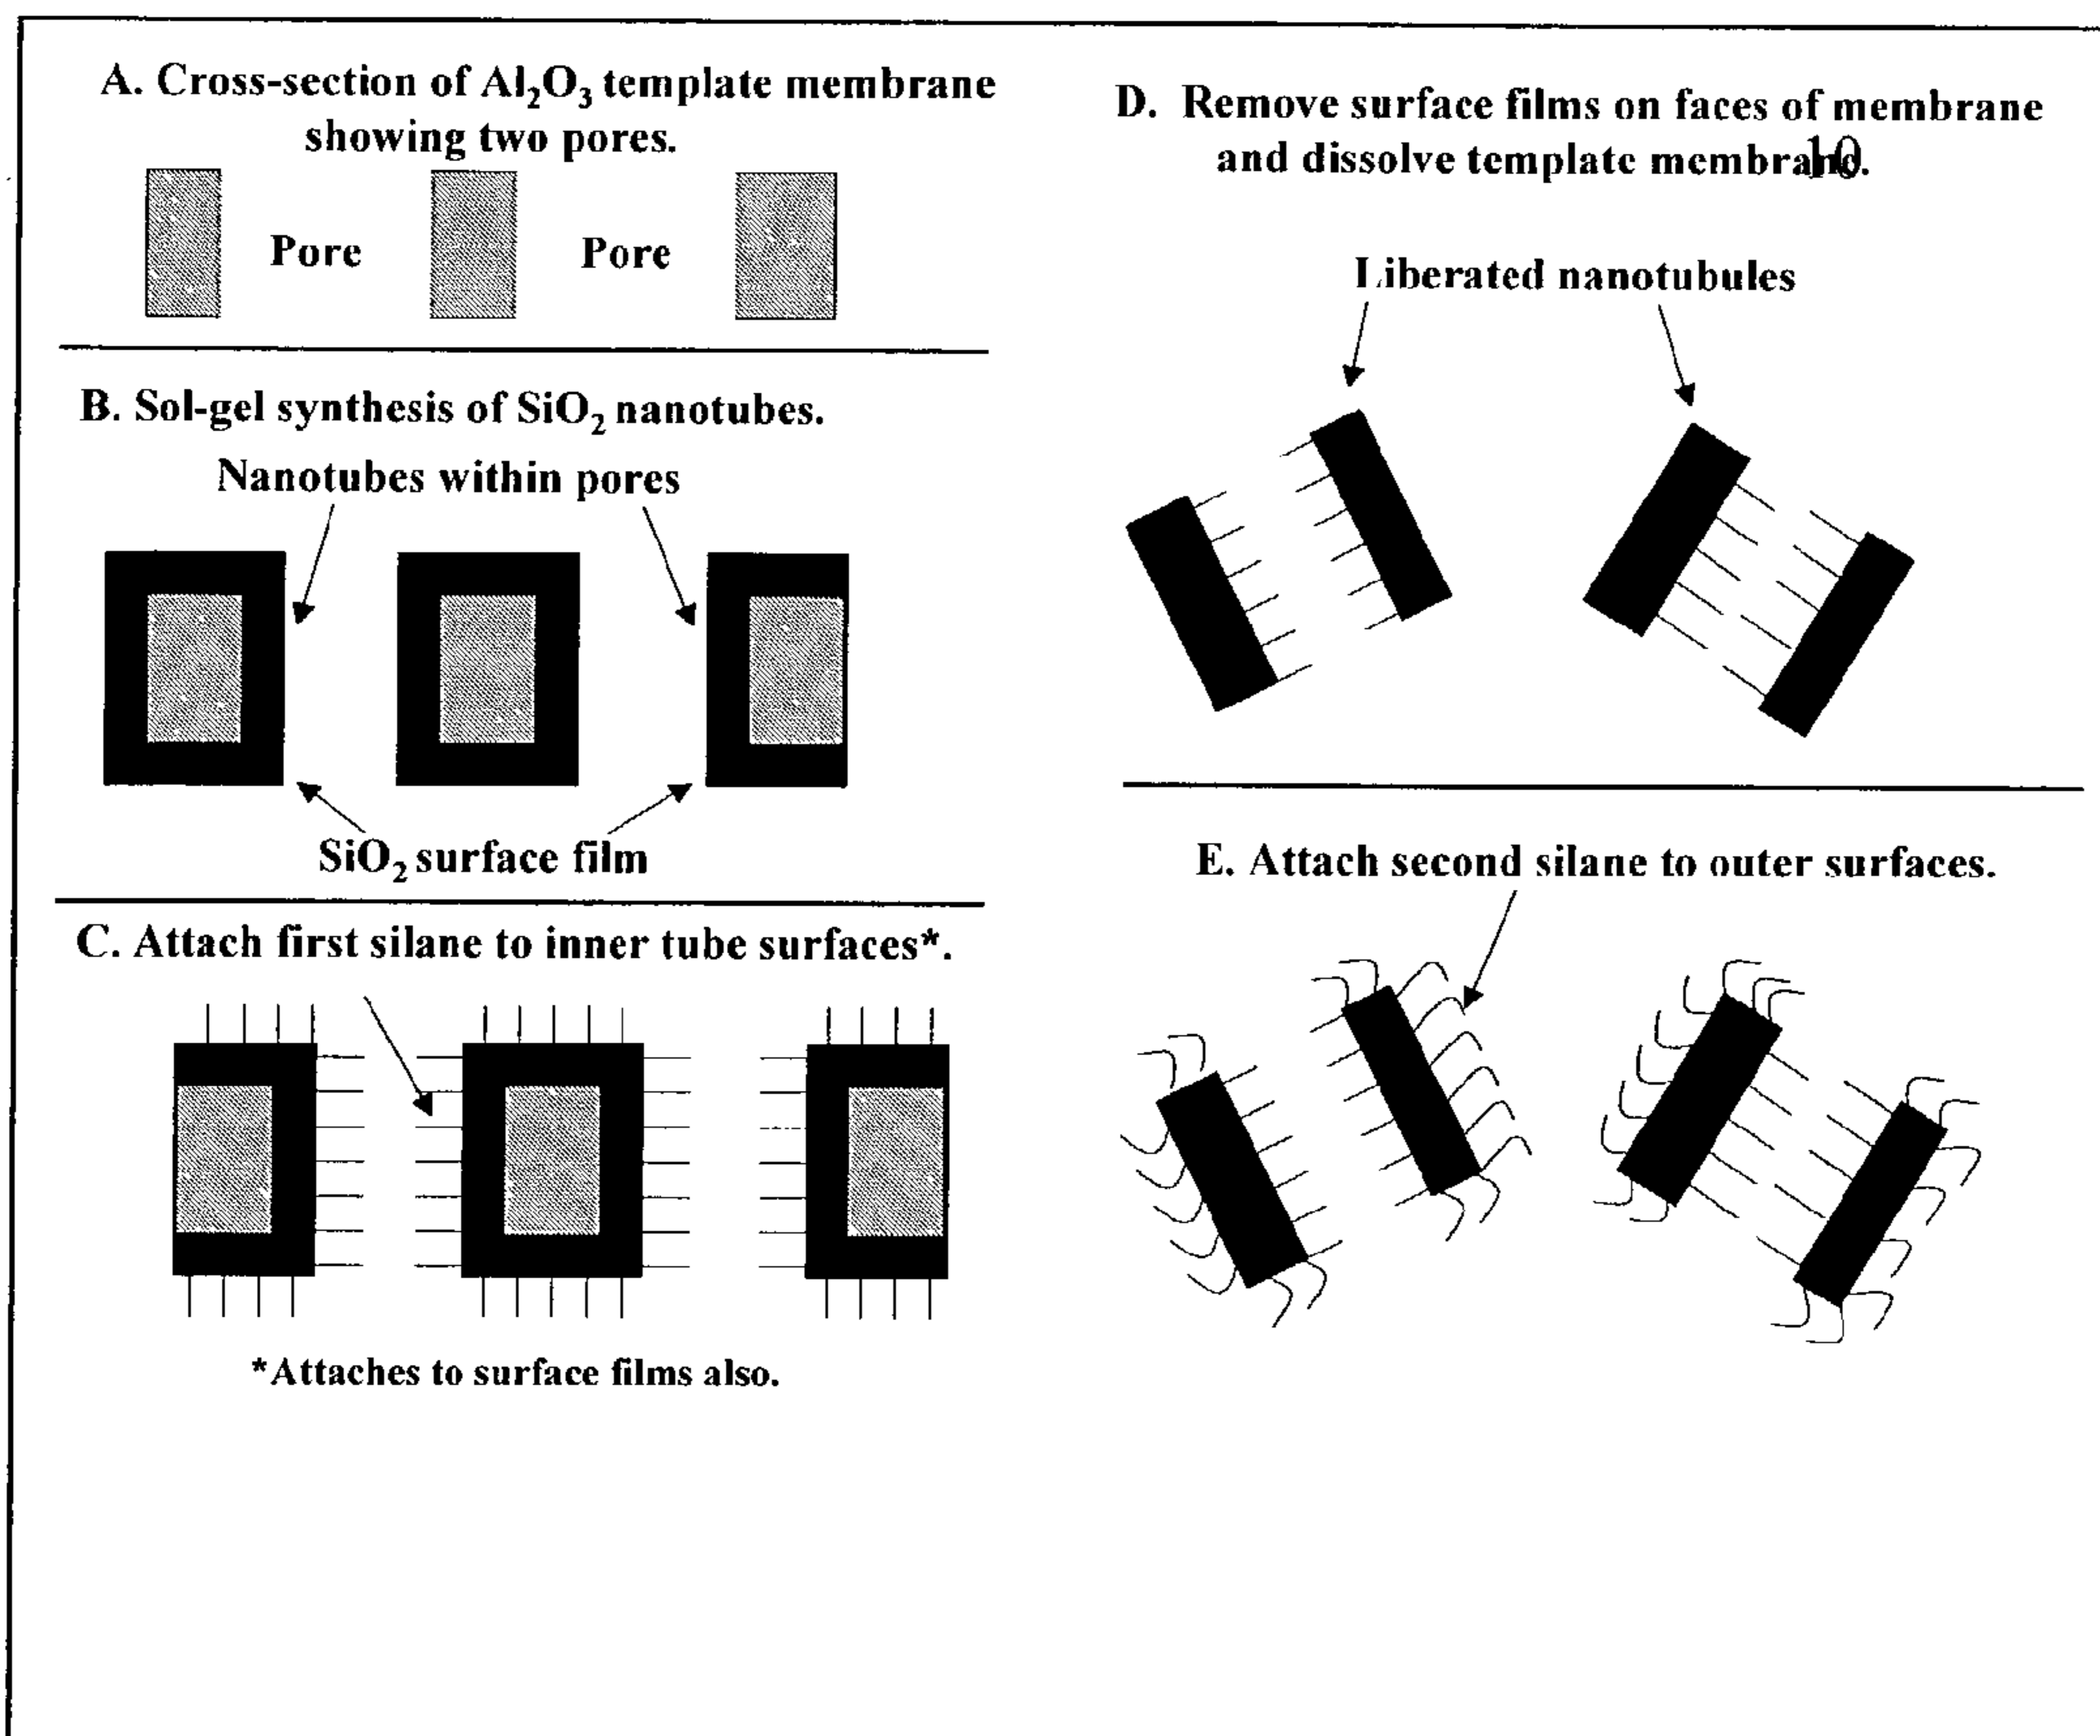 A. Cross-section of Al₂O₃ template membrane
showing two pores.
Pore
Pore
B. Sol-gel synthesis of SiO₂ nanotubes.
Nanotubes within pores
SiO₂ surface film
C. Attach first silane to inner tube surfaces*.
*Attaches to surface films also.
D. Remove surface films on faces of membrane
and dissolve template membrane.
10
Liberated nanotubules
E. Attach second silane to outer surfaces.